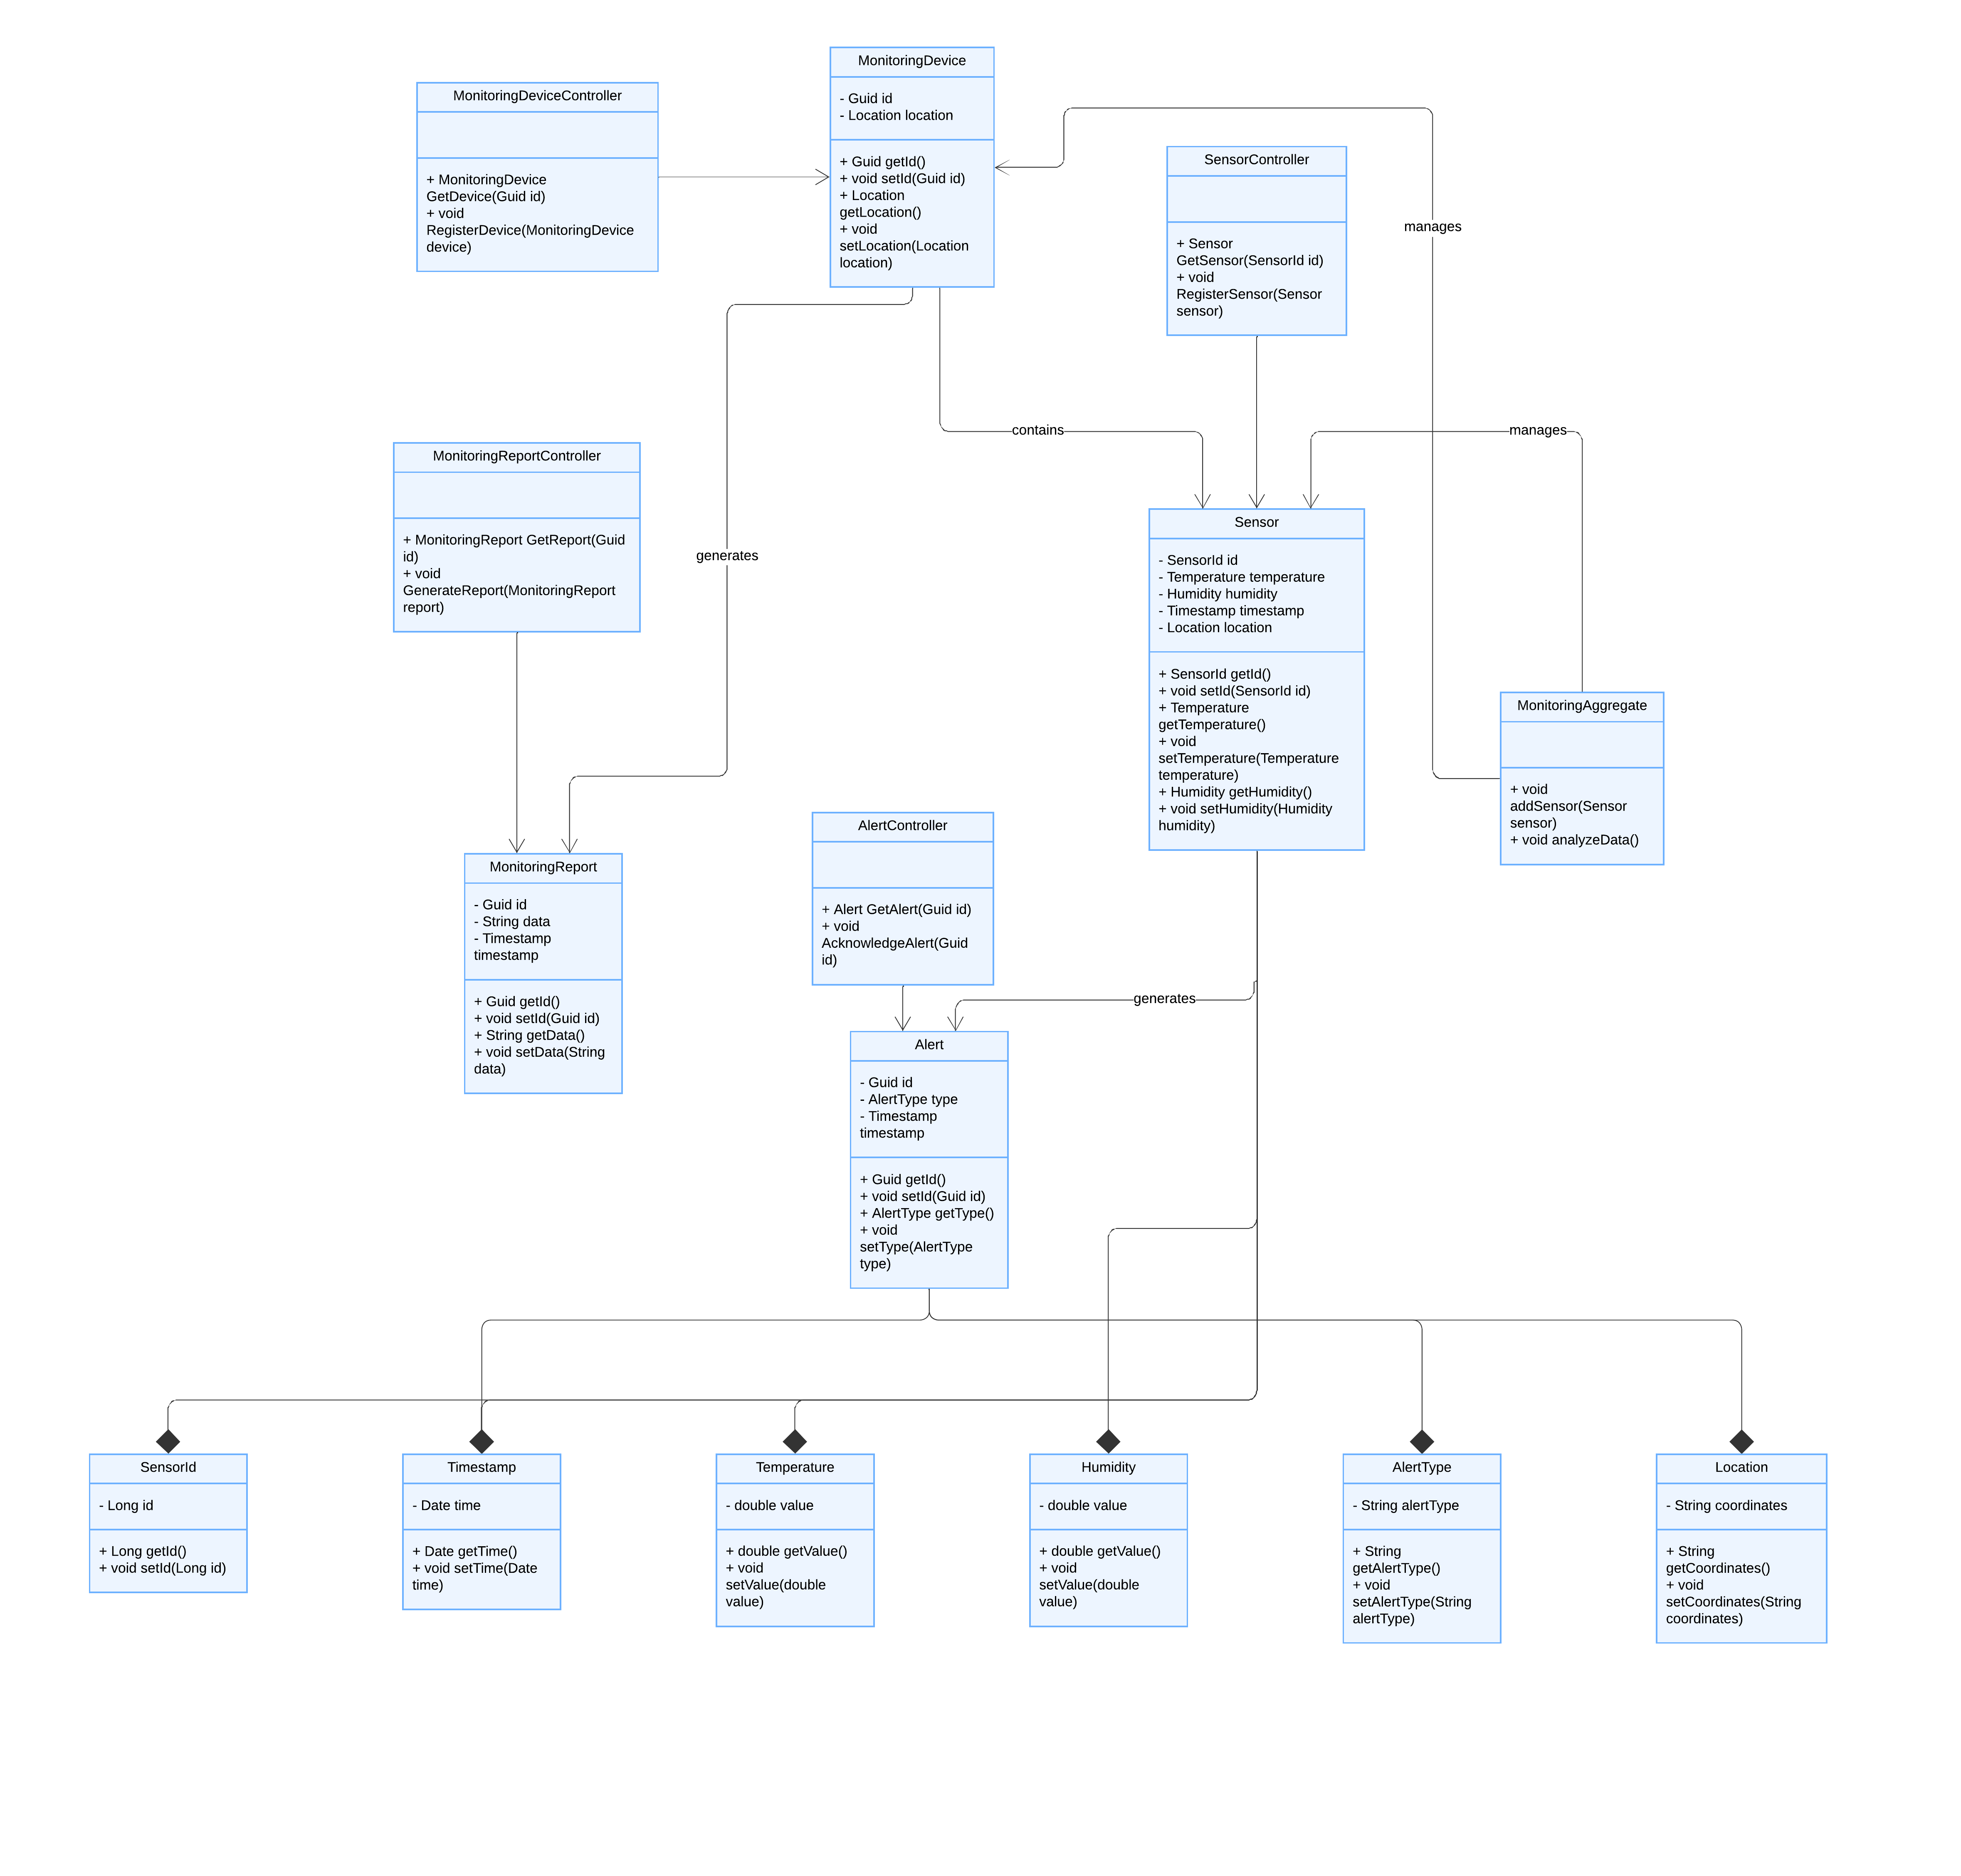 MonitoringDevice
- Guid id
- Location location
+ Guid getId()
+ void setId(Guid id)
+ Location
getLocation()
+ void
setLocation(Location
location)
MonitoringDeviceController
+ MonitoringDevice
GetDevice(Guid id)
+ void
RegisterDevice(MonitoringDevice
device)
SensorController
+ Sensor
GetSensor(SensorId id)
+ void
RegisterSensor(Sensor
sensor)
manages
contains
manages
MonitoringReportController
+ MonitoringReport GetReport(Guid
id)
+ void
GenerateReport(MonitoringReport
report)
generates
Sensor
- SensorId id
- Temperature temperature
- Humidity humidity
- Timestamp timestamp
- Location location
+ SensorId getId()
+ void setId(SensorId id)
+ Temperature
getTemperature()
+ void
setTemperature(Temperature
temperature)
+ Humidity getHumidity()
+ void setHumidity(Humidity
humidity)
MonitoringAggregate
+ void
addSensor(Sensor
sensor)
+ void analyzeData()
AlertController
+ Alert GetAlert(Guid id)
+ void
AcknowledgeAlert(Guid
id)
MonitoringReport
- Guid id
- String data
- Timestamp
timestamp
+ Guid getId()
+ void setId(Guid id)
+ String getData()
+ void setData(String
data)
generates
Alert
- Guid id
- AlertType type
- Timestamp
timestamp
+ Guid getId()
+ void setId(Guid id)
+ AlertType getType()
+ void
setType(AlertType
type)
SensorId
- Long id
+ Long getId()
+ void setId(Long id)
Timestamp
- Date time
+ Date getTime()
+ void setTime(Date
time)
Temperature
- double value
+ double getValue()
+ void
setValue(double
value)
Humidity
- double value
+ double getValue()
+ void
setValue(double
value)
AlertType
- String alertType
+ String
getAlertType()
+ void
setAlertType(String
alertType)
Location
- String coordinates
+ String
getCoordinates()
+ void
setCoordinates(String
coordinates)